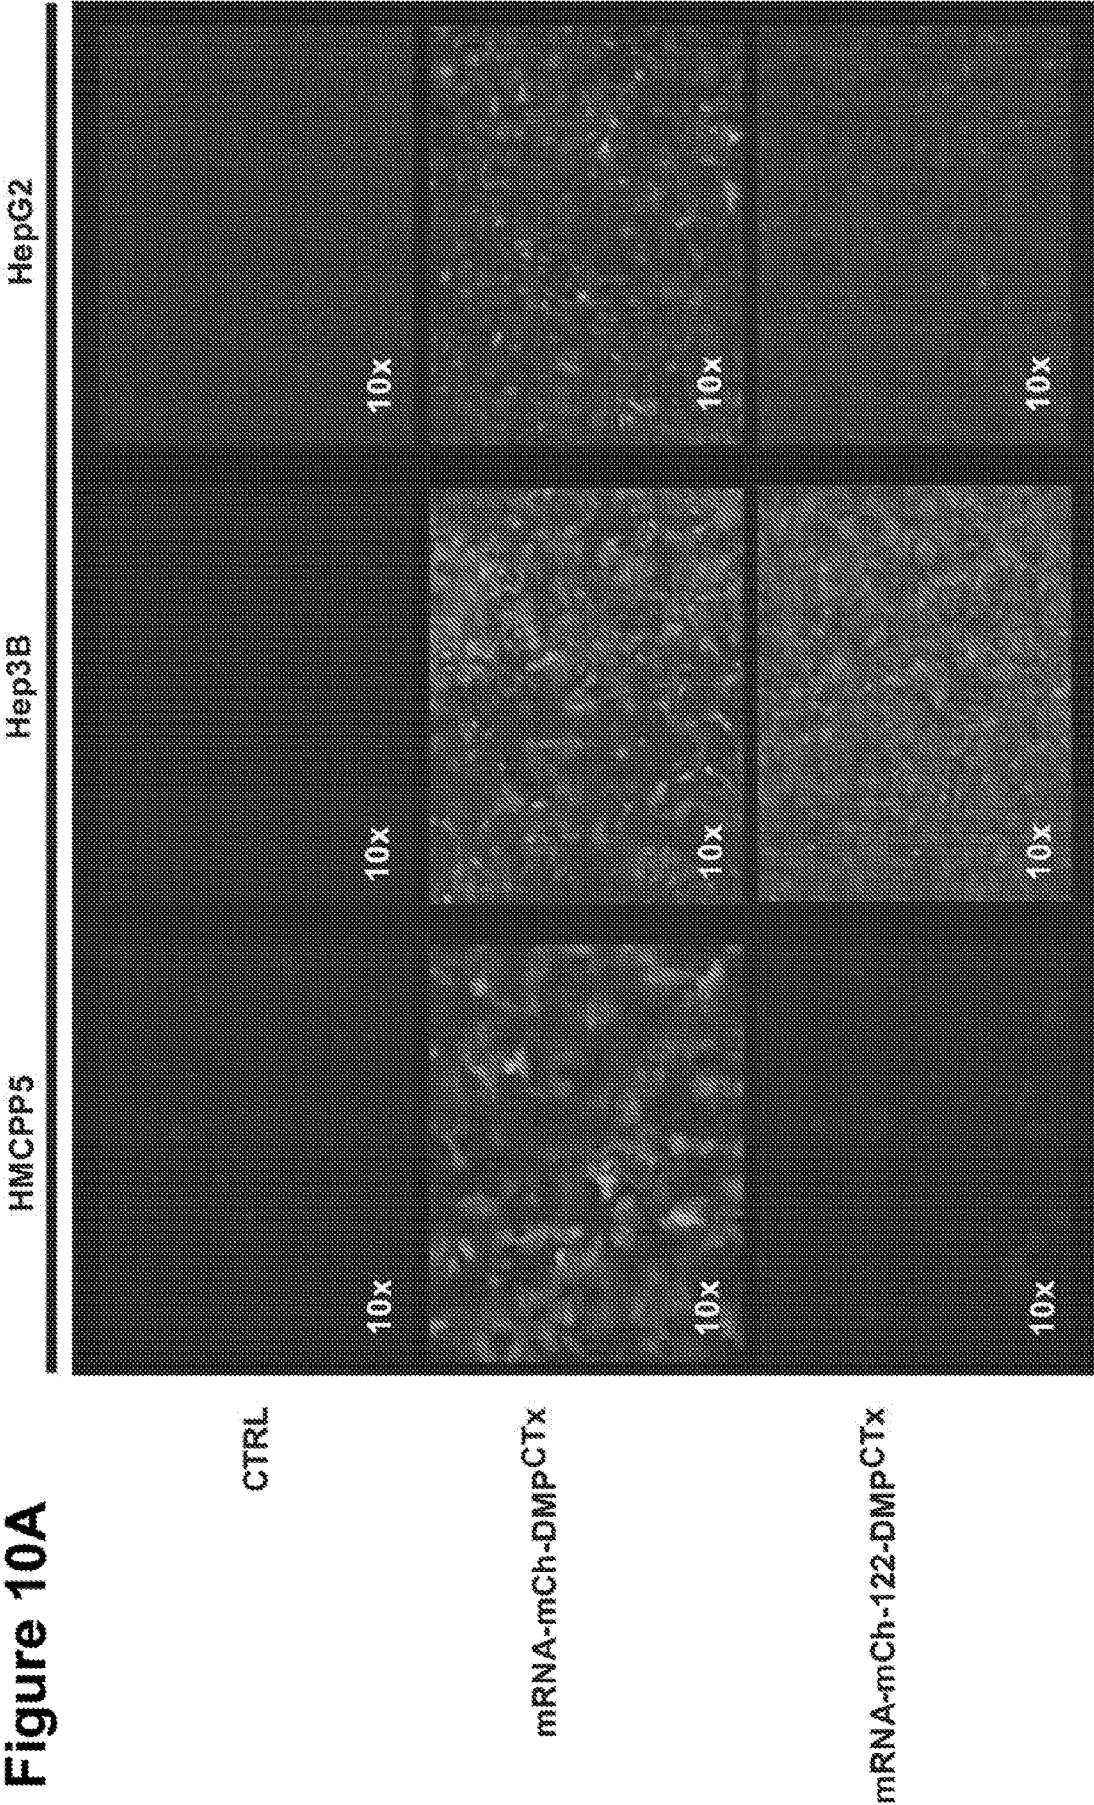 Figure 10A
HMCPP5 Hep3B HepG2
CTRL
10x 10x 10x
mRNA-mCh-DMPCTx
10x 10x 10x
mRNA-mCh-122-DMPCTx
10x 10x 10x